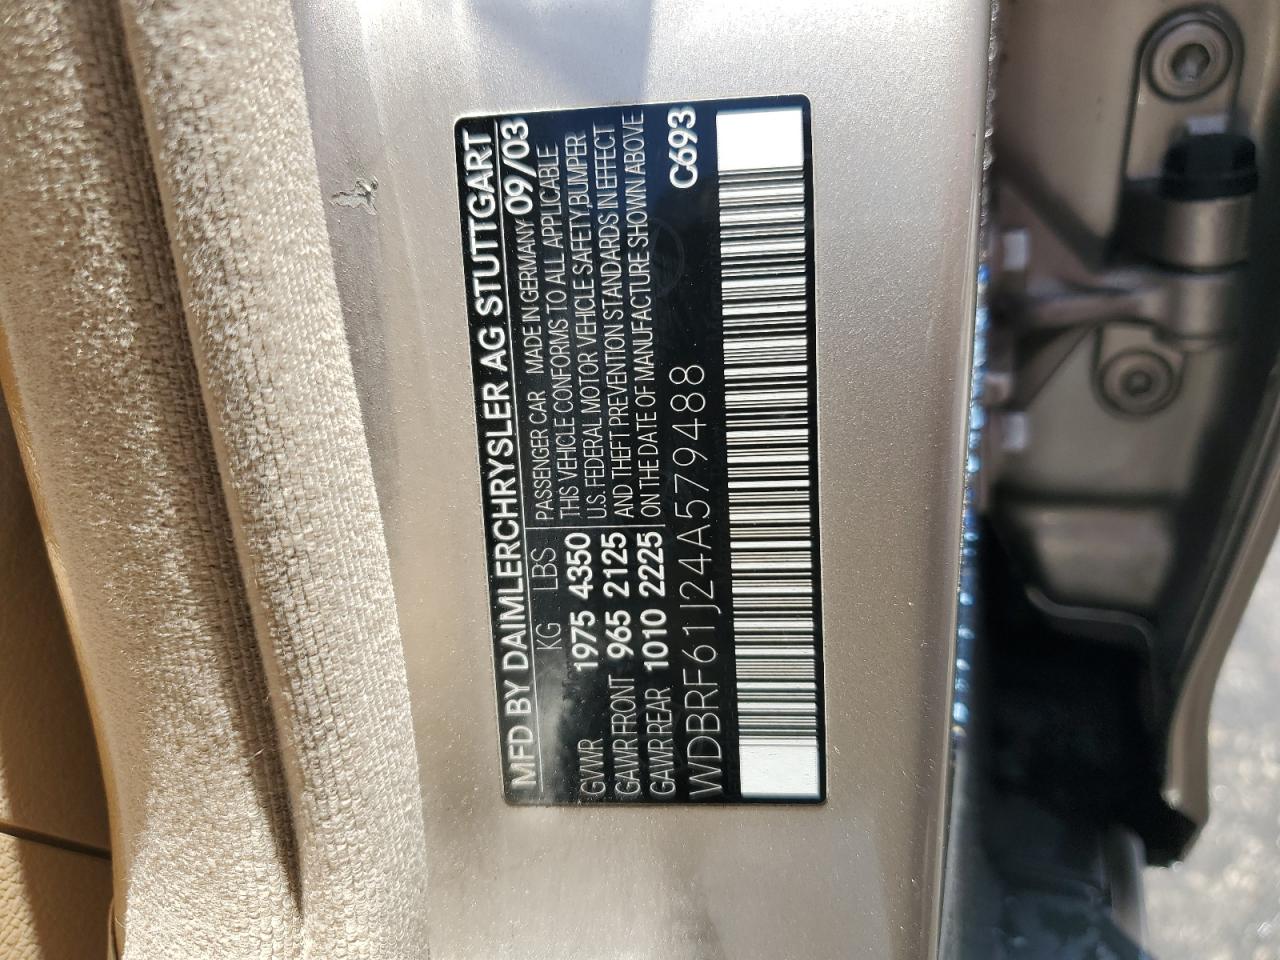 MFD BY DAIMLERCHRYSLER AG STUTTGART
KG LBS PASSENGER CAR MADE IN GERMANY 09/03
THIS VEHICLE CONFORMS TO ALL APPLICABLE
GVWR 1975 4350 U.S. FEDERAL MOTOR VEHICLE SAFETY,BUMPER
GAWR FRONT 965 2125 AND THEFT PREVENTION STANDARDS IN EFFECT
GAWR REAR 1010 2225 ON THE DATE OF MANUFACTURE SHOWN ABOVE
WDBRF61J24A579488 C693